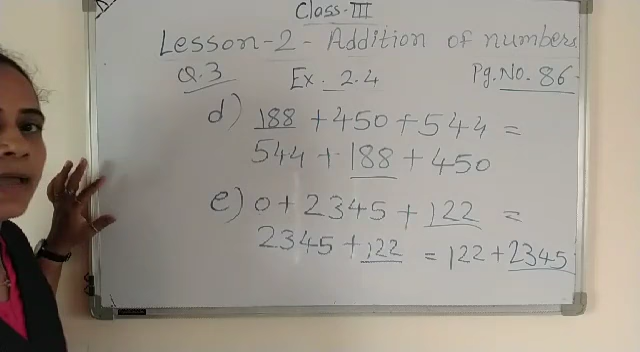 Class-III
Lesson-2 - Addition of numbers
Q.3 Ex. 2.4 Pg.No. 86
d) 188 + 450 + 544 =
544 + 188 + 450
e) 0 + 2345 + 122 =
2345 + 122 = 122 + 2345